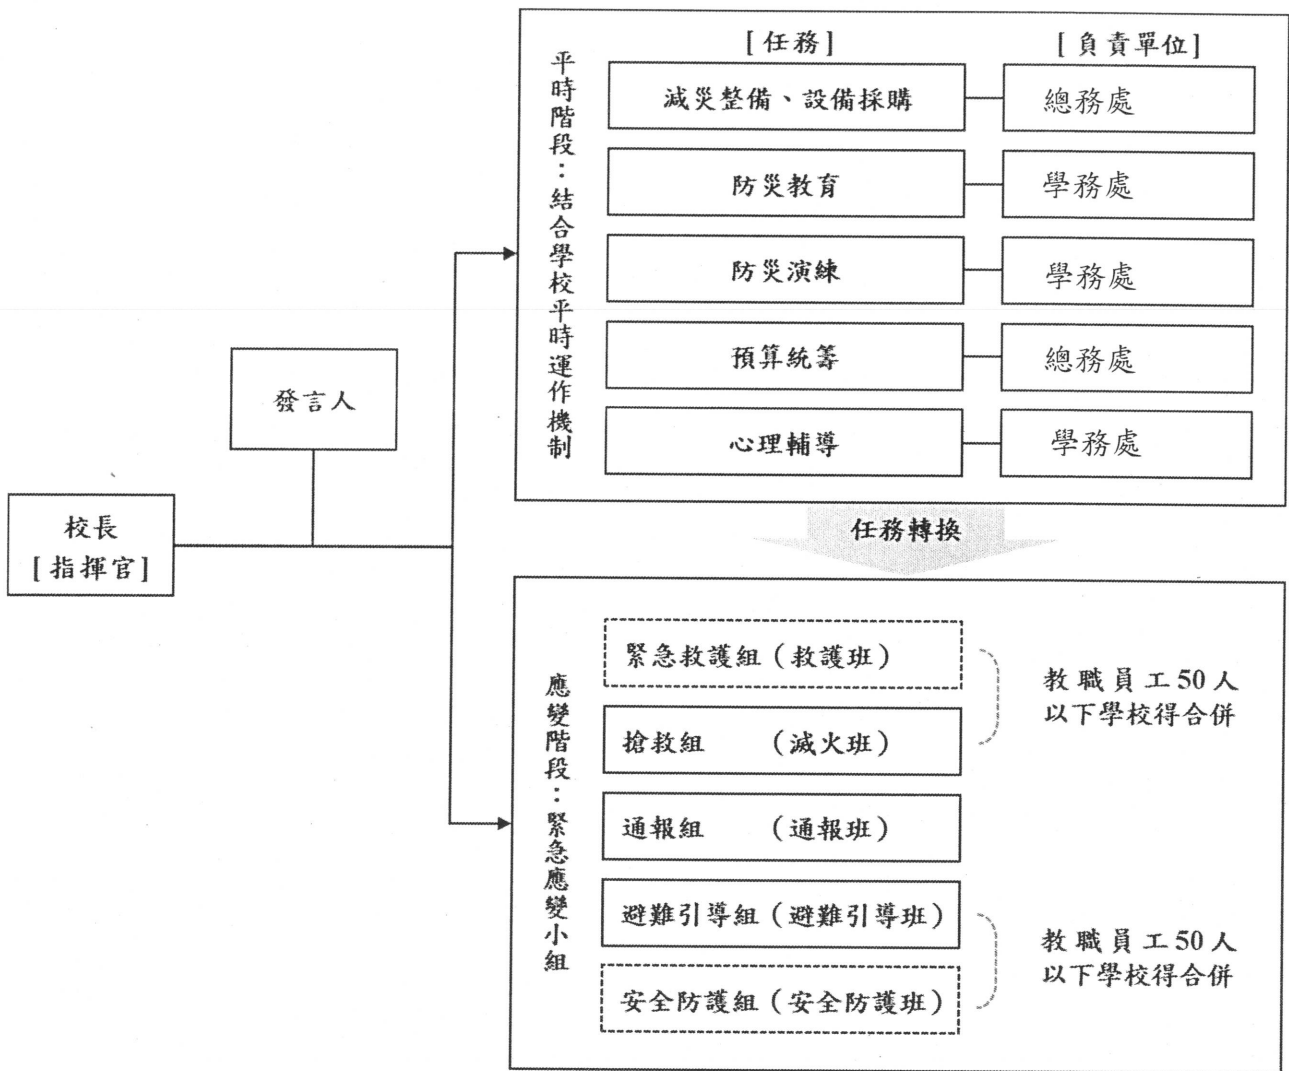 [任務] [負責單位]
平時階段：結合學校平時運作機制
減災整備、設備採購 總務處
防災教育 學務處
防災演練 學務處
預算統籌 總務處
心理輔導 學務處
發言人
校長
[指揮官]
任務轉換
應變階段：緊急應變小組
緊急救護組（救護班）
搶救組 （滅火班）
教職員工50人
以下學校得合併
通報組 （通報班）
避難引導組（避難引導班）
安全防護組（安全防護班）
教職員工50人
以下學校得合併